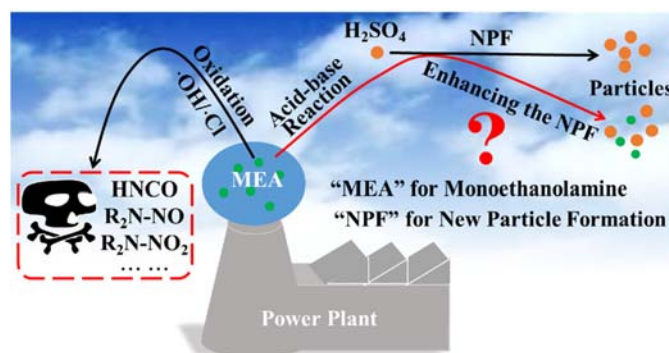 H₂SO₄
NPF
Particles
Enhancing the NPF
Acid-base
Reaction
Oxidation
·OH/·Cl
?
MEA
HNCO
R₂N-NO
R₂N-NO₂
... ...
“MEA” for Monoethanolamine
“NPF” for New Particle Formation
Power Plant